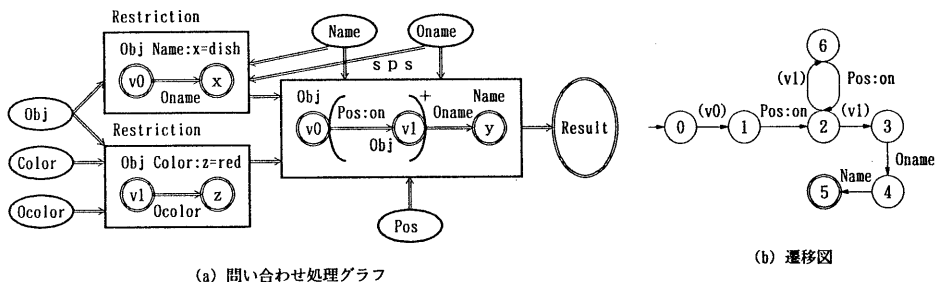 Restriction
Obj Name:x=dish
v0 x
Oname
Name
Oname
sps
Obj
Restriction
Obj Color:z=red
v1 z
Ocolor
Color
Ocolor
Obj
v0
Pos:on
v1
Obj
+
Oname
Name
y
Result
Pos
(a) 問い合わせ処理グラフ
6
(v1)
Pos:on
0
(v0)
1
Pos:on
2
(v1)
3
Oname
5
Name
4
(b) 遷移図